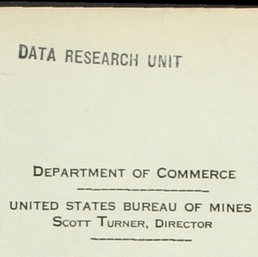 DATA RESEARCH UNIT
DEPARTMENT OF COMMERCE
UNITED STATES BUREAU OF MINES
SCOTT TURNER, DIRECTOR